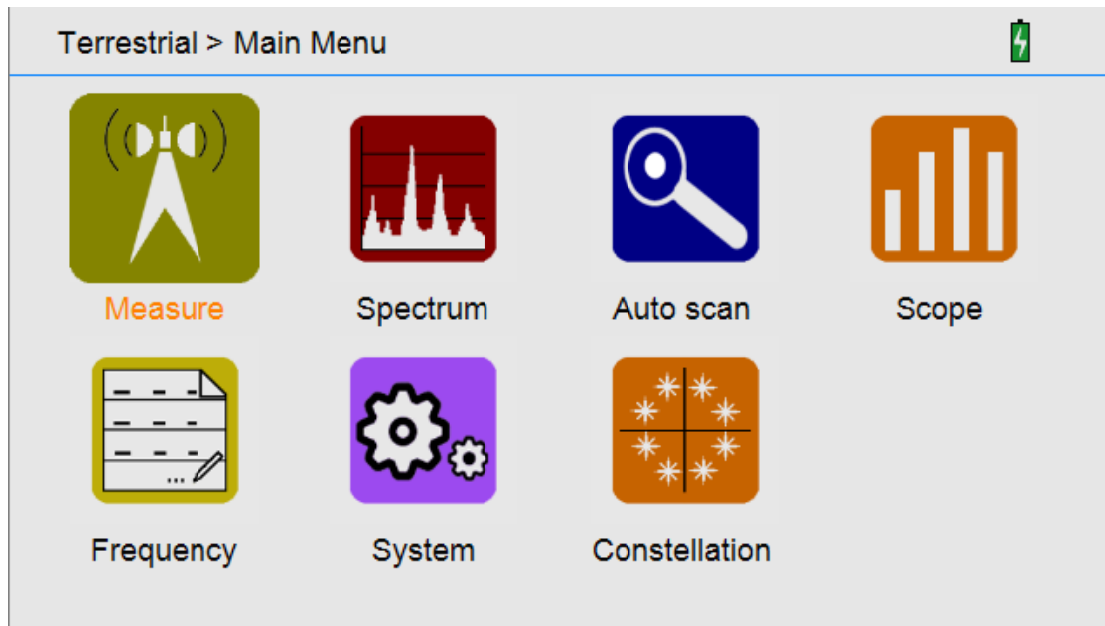 Terrestrial > Main Menu
Measure Spectrum Auto scan Scope
Frequency System Constellation